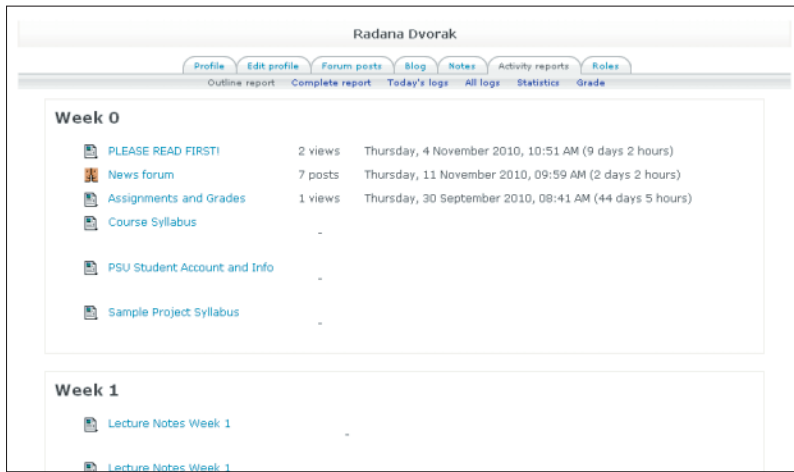 Radana Dvorak
Profile Edit profile Forum posts Blog Notes Activity reports Roles
Outline report Complete report Today's logs All logs Statistics Grade
Week 0
PLEASE READ FIRST! 2 views Thursday, 4 November 2010, 10:51 AM (9 days 2 hours)
News forum 7 posts Thursday, 11 November 2010, 09:59 AM (2 days 2 hours)
Assignments and Grades 1 views Thursday, 30 September 2010, 08:41 AM (44 days 5 hours)
Course Syllabus -
PSU Student Account and Info -
Sample Project Syllabus -
Week 1
Lecture Notes Week 1 -
Lecture Notes Week 1